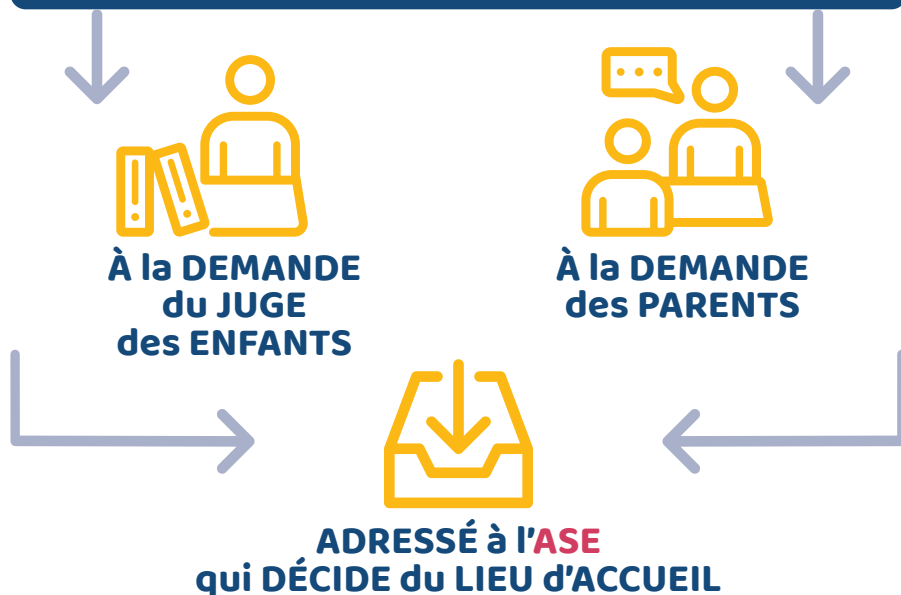 À la DEMANDE
du JUGE
des ENFANTS
À la DEMANDE
des PARENTS
ADRESSÉ à l'ASE
qui DÉCIDE du LIEU d'ACCUEIL